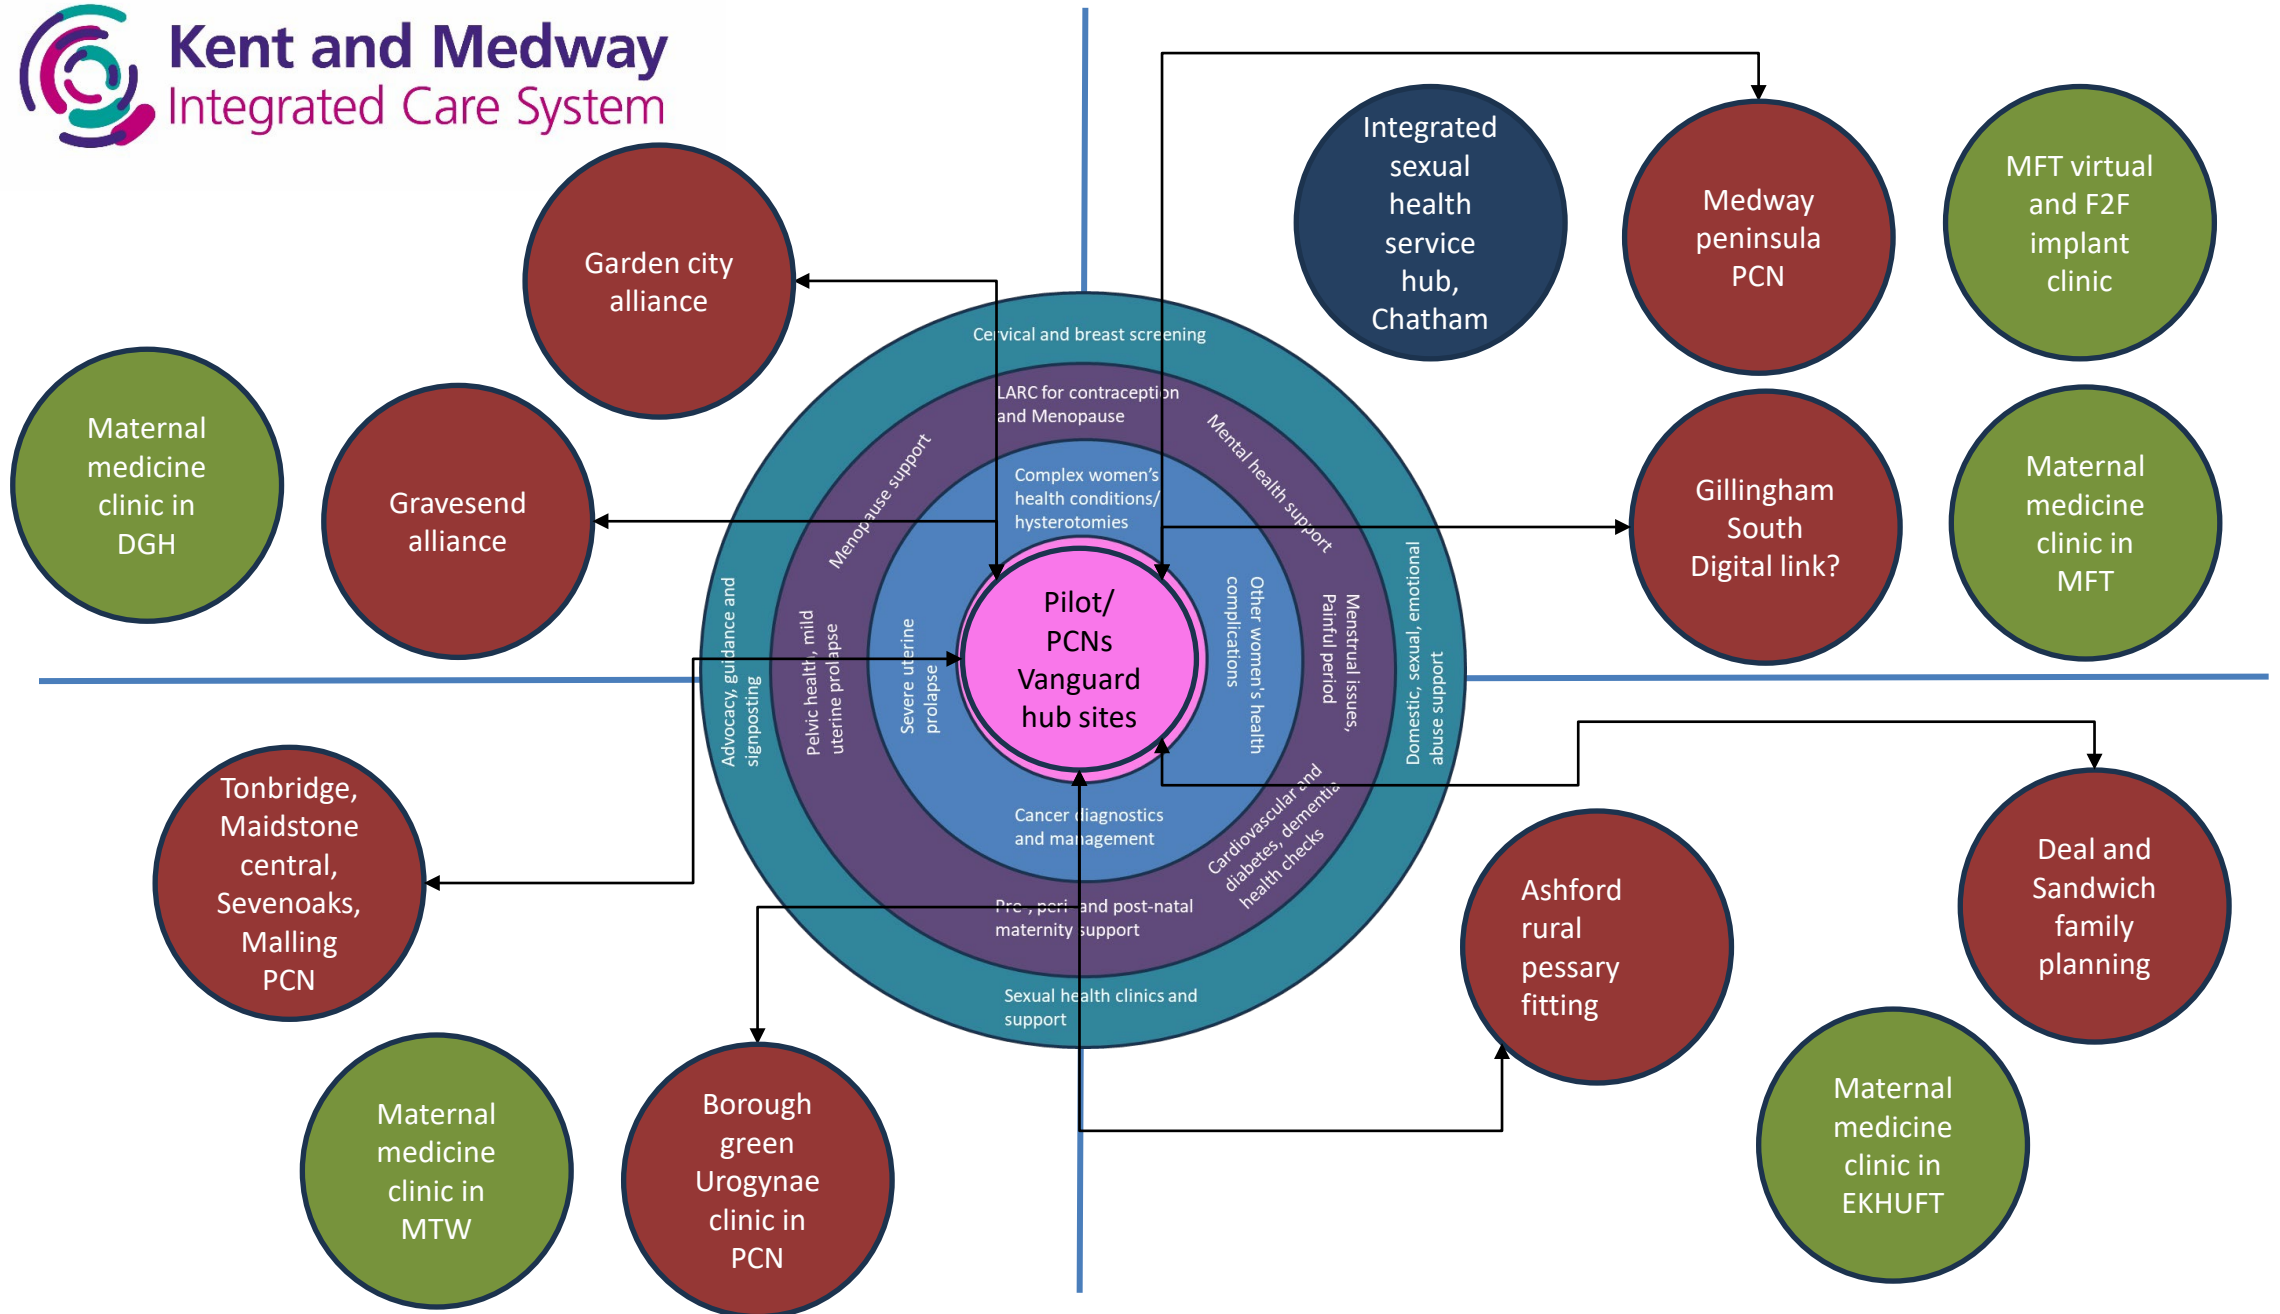 Kent and Medway
Integrated Care System
Garden city
alliance
Maternal
medicine
clinic in
DGH
Gravesend
alliance
Integrated
sexual
health
service
hub,
Chatham
Medway
peninsula
PCN
MFT virtual
and F2F
implant
clinic
Gillingham
South
Digital link?
Maternal
medicine
clinic in
MFT
Cervical and breast screening
LARC for contraception
and Menopause
Menopause support
Mental health support
Complex women's
health conditions/
hysterotomies
Advocacy, guidance and
signposting
Pelvic health, mild
uterine prolapse
Severe uterine
prolapse
Pilot/
PCNs
Vanguard
hub sites
Other women's health
complications
Menstrual issues,
Painful period
Domestic, sexual, emotional
abuse support
Cancer diagnostics
and management
Cardiovascular and
diabetes, dementia
health checks
Pre-, peri- and post-natal
maternity support
Sexual health clinics and
support
Tonbridge,
Maidstone
central,
Sevenoaks,
Malling
PCN
Maternal
medicine
clinic in
MTW
Borough
green
Urogynae
clinic in
PCN
Ashford
rural
pessary
fitting
Deal and
Sandwich
family
planning
Maternal
medicine
clinic in
EKHUFT